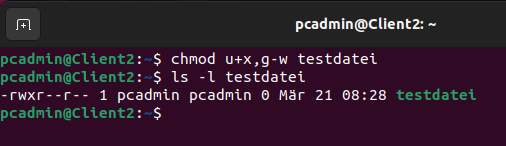 pcadmin@Client2: ~
pcadmin@Client2:~$ chmod u+x,g-w testdatei
pcadmin@Client2:~$ ls -l testdatei
-rwxr--r-- 1 pcadmin pcadmin 0 Mär 21 08:28 testdatei
pcadmin@Client2:~$